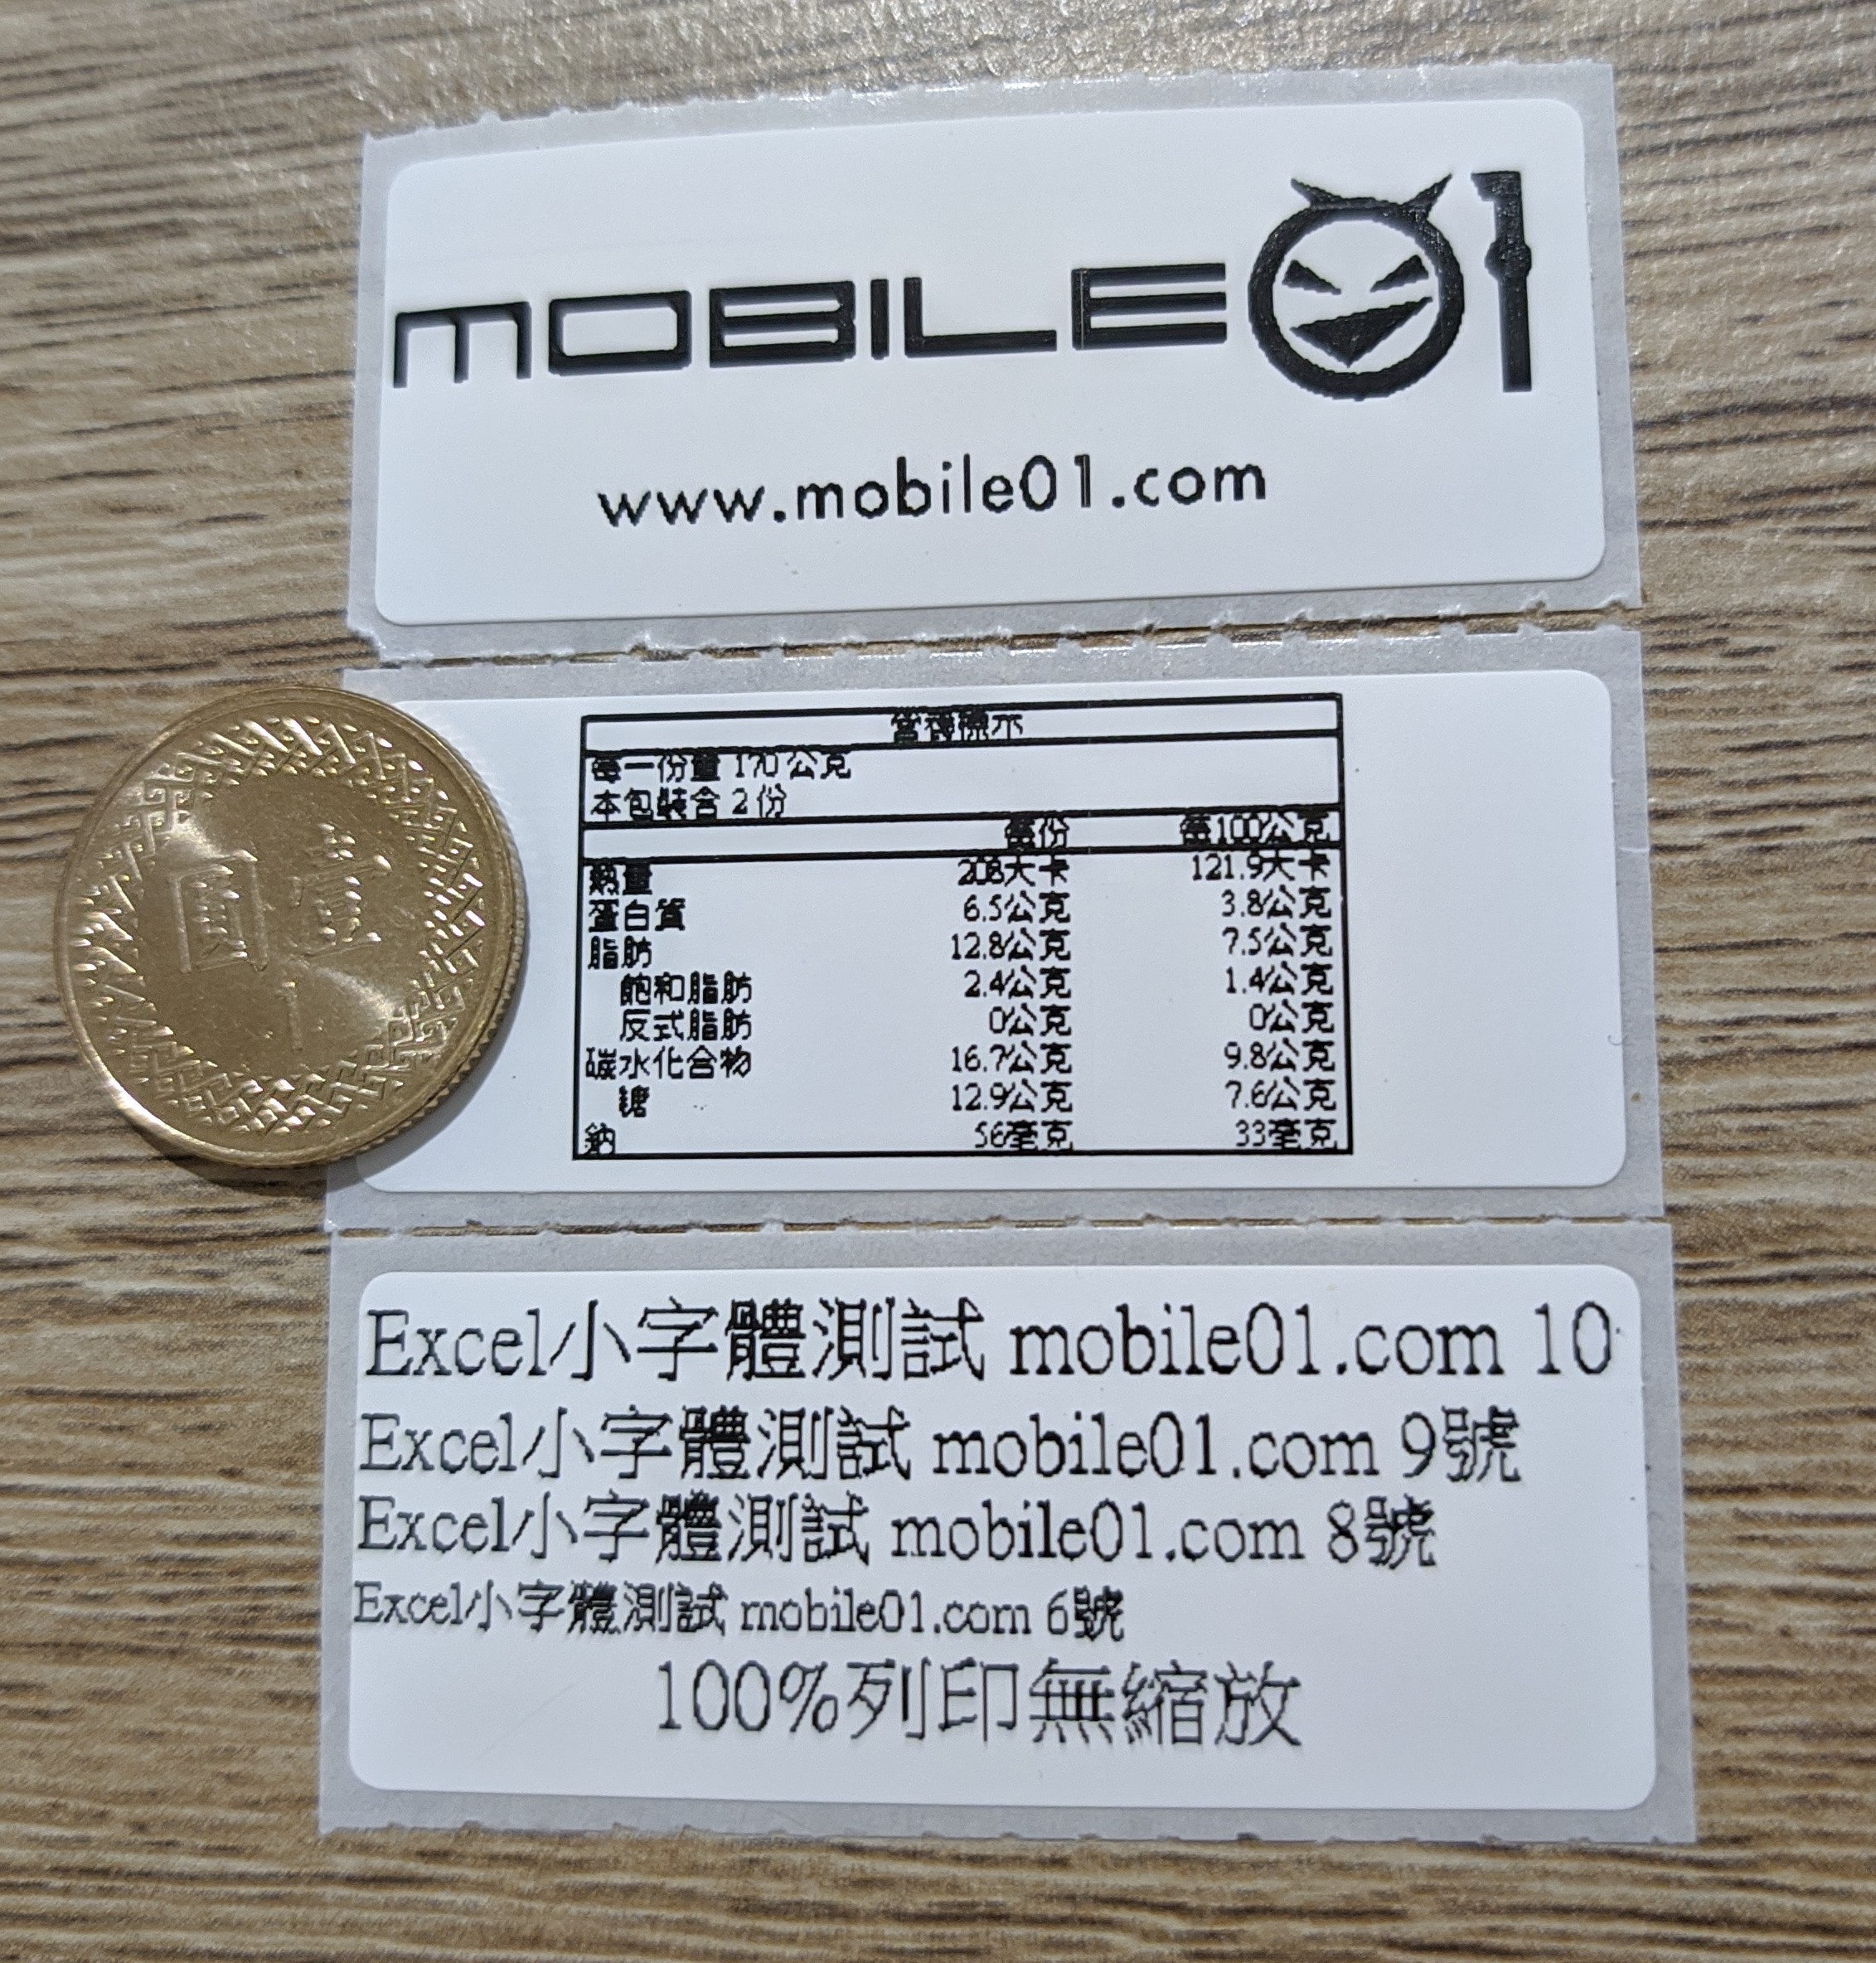 MOBILE01
www.mobile01.com
營養標示
每一份量 170 公克
本包裝含 2 份
每份 每100公克
熱量 208大卡 121.9大卡
蛋白質 6.5公克 3.8公克
脂肪 12.8公克 7.5公克
飽和脂肪 2.4公克 1.4公克
反式脂肪 0公克 0公克
碳水化合物 16.7公克 9.8公克
糖 12.9公克 7.6公克
鈉 56毫克 33毫克
圓壹
1
Excel小字體測試 mobile01.com 10
Excel小字體測試 mobile01.com 9號
Excel小字體測試 mobile01.com 8號
Excel小字體測試 mobile01.com 6號
100%列印無縮放